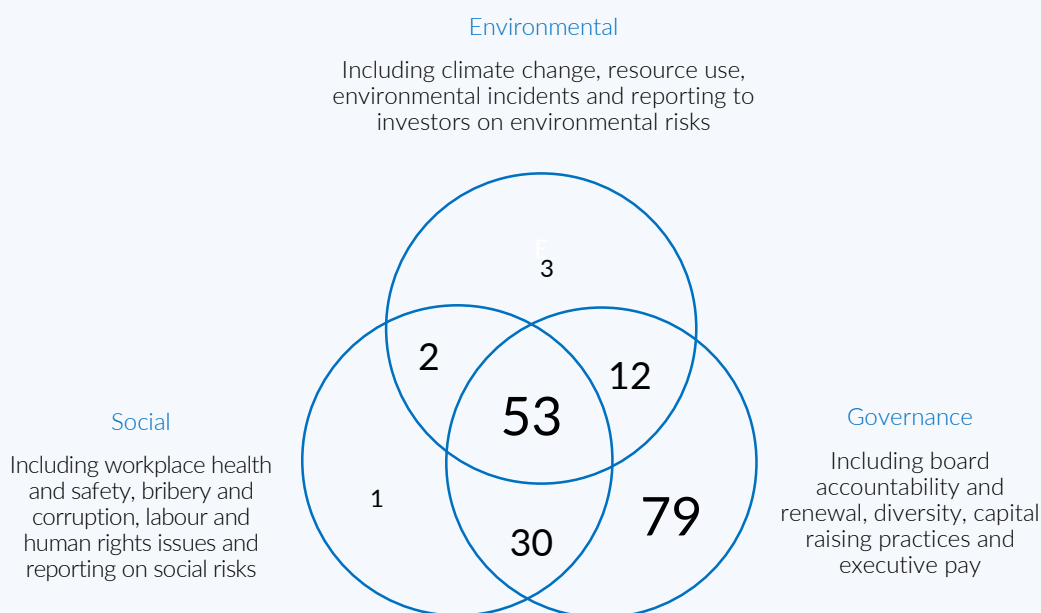 Environmental
Including climate change, resource use,
environmental incidents and reporting to
investors on environmental risks
E
3
2
12
53
Social
Including workplace health
and safety, bribery and
corruption, labour and
human rights issues and
reporting on social risks
Governance
Including board
accountability and
renewal, diversity, capital
raising practices and
executive pay
1
79
30